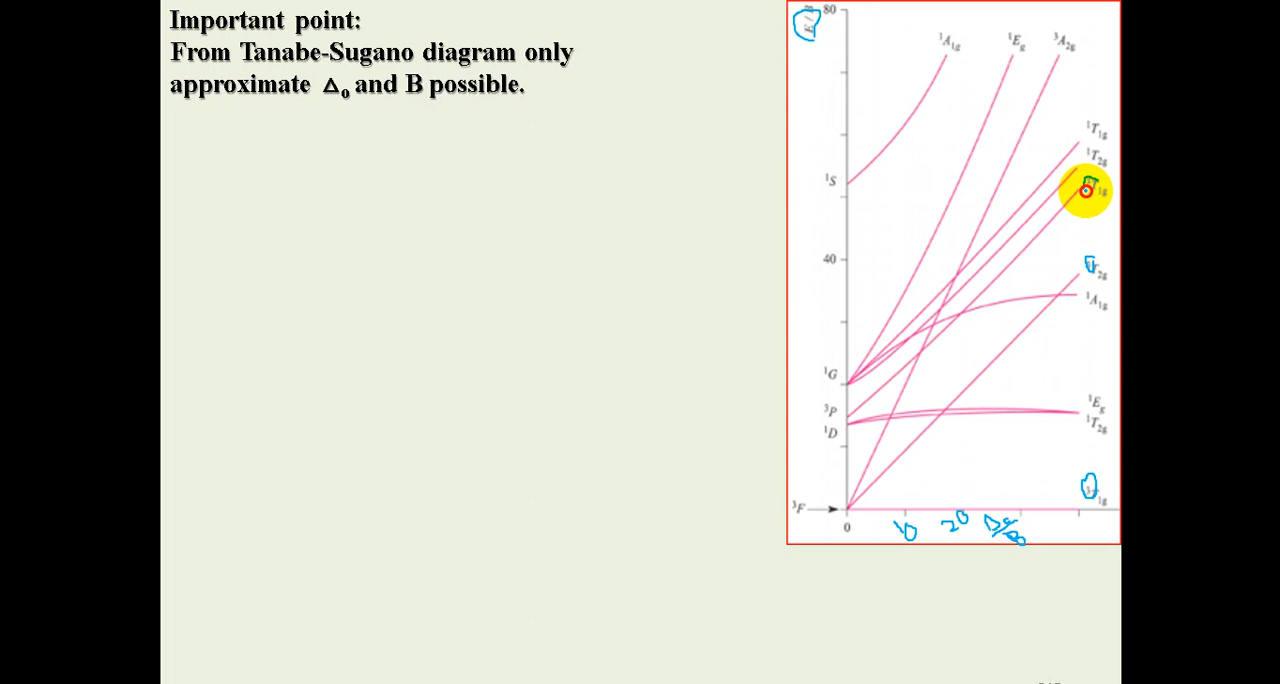 Important point:
From Tanabe-Sugano diagram only
approximate △o and B possible.
E / B
80
1A1g
1Eg
3A2g
1T1g
1T2g
1S
40
1A1g
1G
3P
1D
1Eg
1T2g
3F
0
10
20